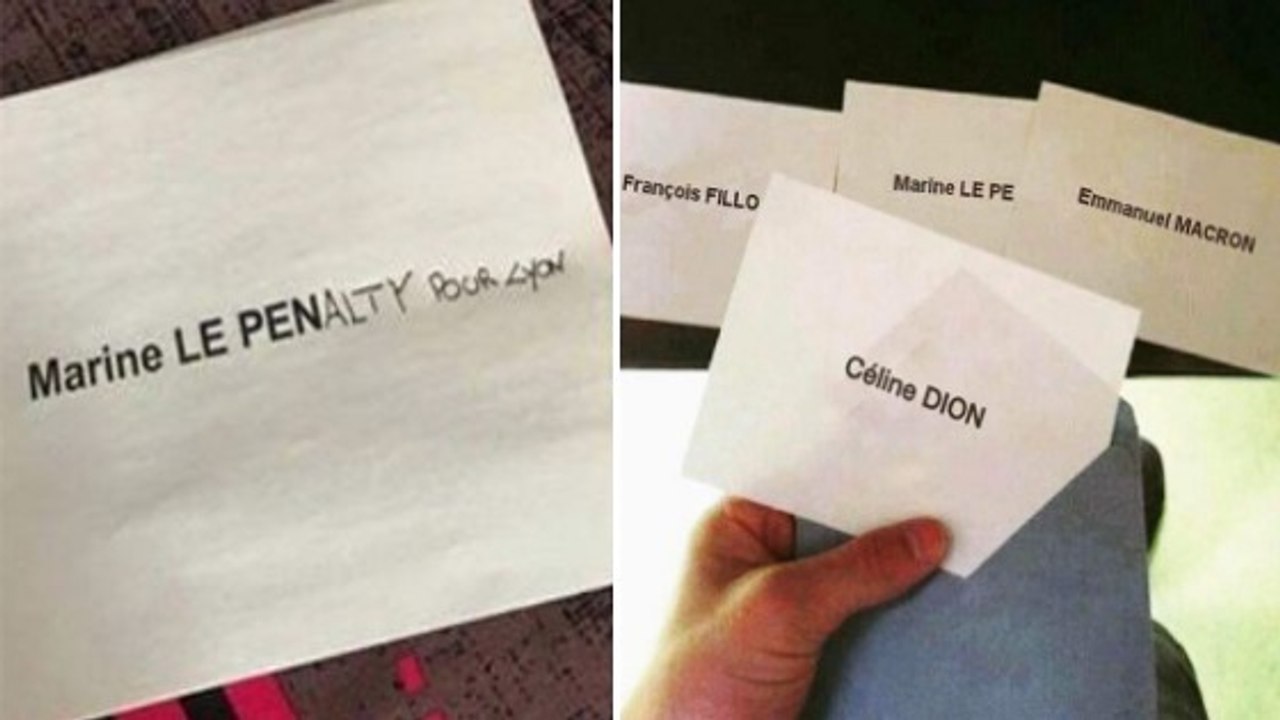 Marine LE PENALTY POUR LYON
François FILLO
Marine LE PE
Emmanuel MACRON
Céline DION